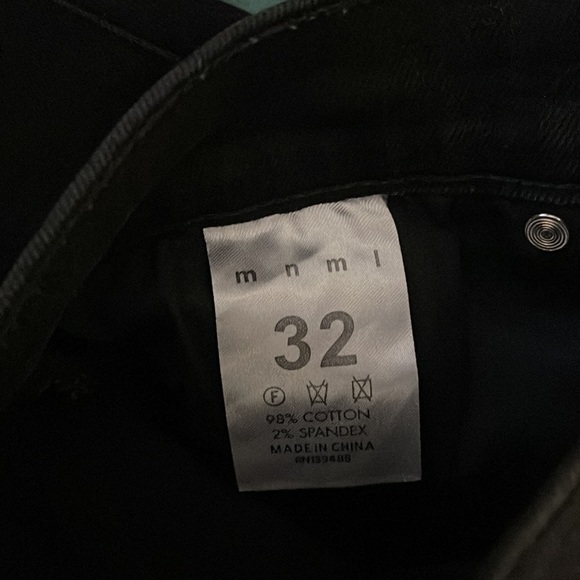 m n m l
32
F
98% COTTON
2% SPANDEX
MADE IN CHINA